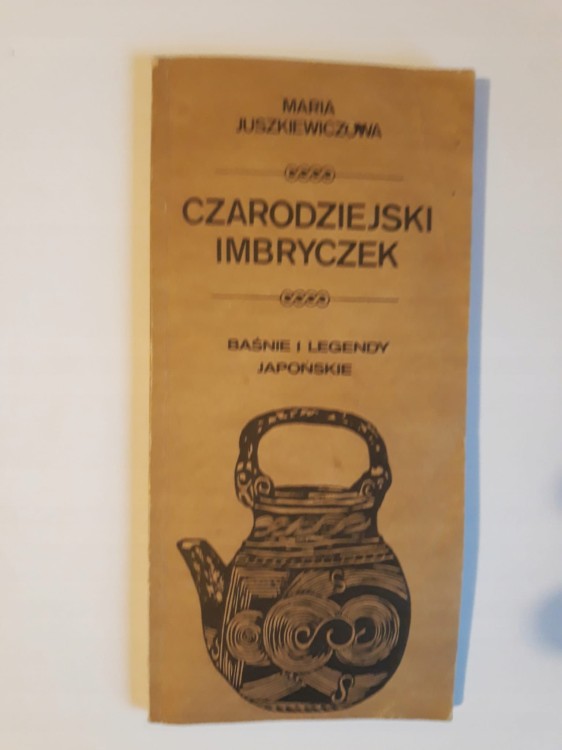 MARIA
JUSZKIEWICZOWA
CZARODZIEJSKI
IMBRYCZEK
BAŚNIE I LEGENDY
JAPOŃSKIE